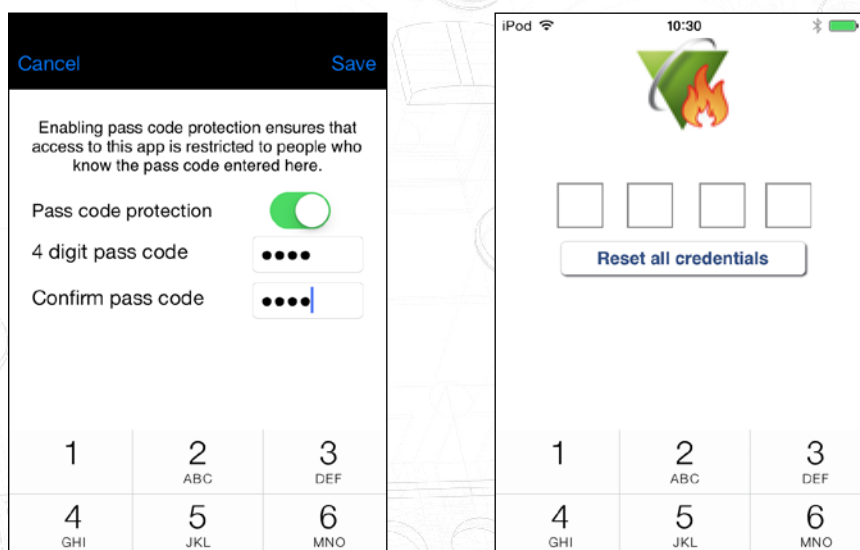 Cancel Save
Enabling pass code protection ensures that
access to this app is restricted to people who
know the pass code entered here.
Pass code protection
4 digit pass code
Confirm pass code
1 2 3
ABC DEF
4 5 6
GHI JKL MNO
iPod 10:30
Reset all credentials
1 2 3
ABC DEF
4 5 6
GHI JKL MNO